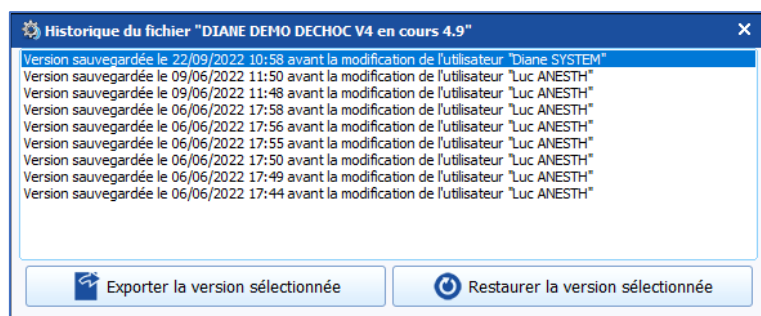 Historique du fichier "DIANE DEMO DECHOC V4 en cours 4.9"
Version sauvegardée le 22/09/2022 10:58 avant la modification de l'utilisateur "Diane SYSTEM"
Version sauvegardée le 09/06/2022 11:50 avant la modification de l'utilisateur "Luc ANESTH"
Version sauvegardée le 09/06/2022 11:48 avant la modification de l'utilisateur "Luc ANESTH"
Version sauvegardée le 06/06/2022 17:58 avant la modification de l'utilisateur "Luc ANESTH"
Version sauvegardée le 06/06/2022 17:56 avant la modification de l'utilisateur "Luc ANESTH"
Version sauvegardée le 06/06/2022 17:55 avant la modification de l'utilisateur "Luc ANESTH"
Version sauvegardée le 06/06/2022 17:50 avant la modification de l'utilisateur "Luc ANESTH"
Version sauvegardée le 06/06/2022 17:49 avant la modification de l'utilisateur "Luc ANESTH"
Version sauvegardée le 06/06/2022 17:44 avant la modification de l'utilisateur "Luc ANESTH"
Exporter la version sélectionnée
Restaurer la version sélectionnée